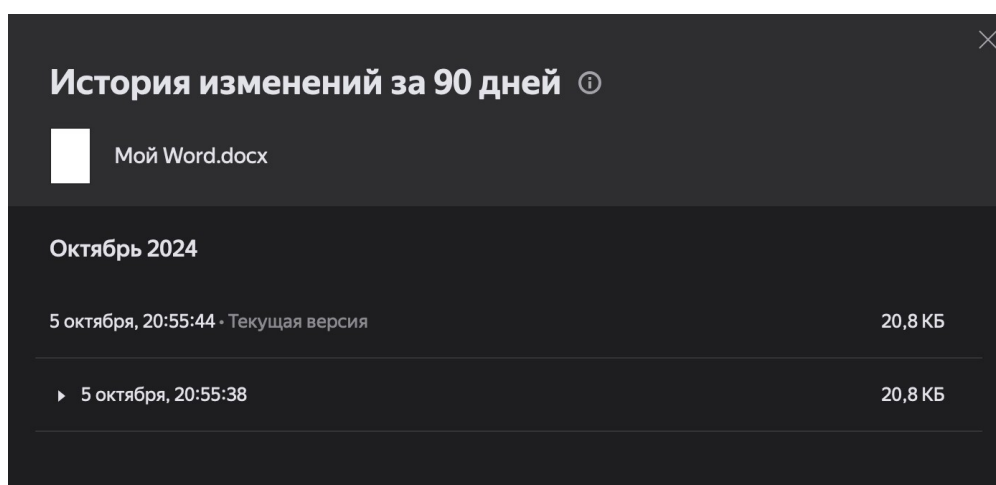 История изменений за 90 дней
Мой Word.docx
Октябрь 2024
5 октября, 20:55:44 • Текущая версия 20,8 КБ
5 октября, 20:55:38 20,8 КБ